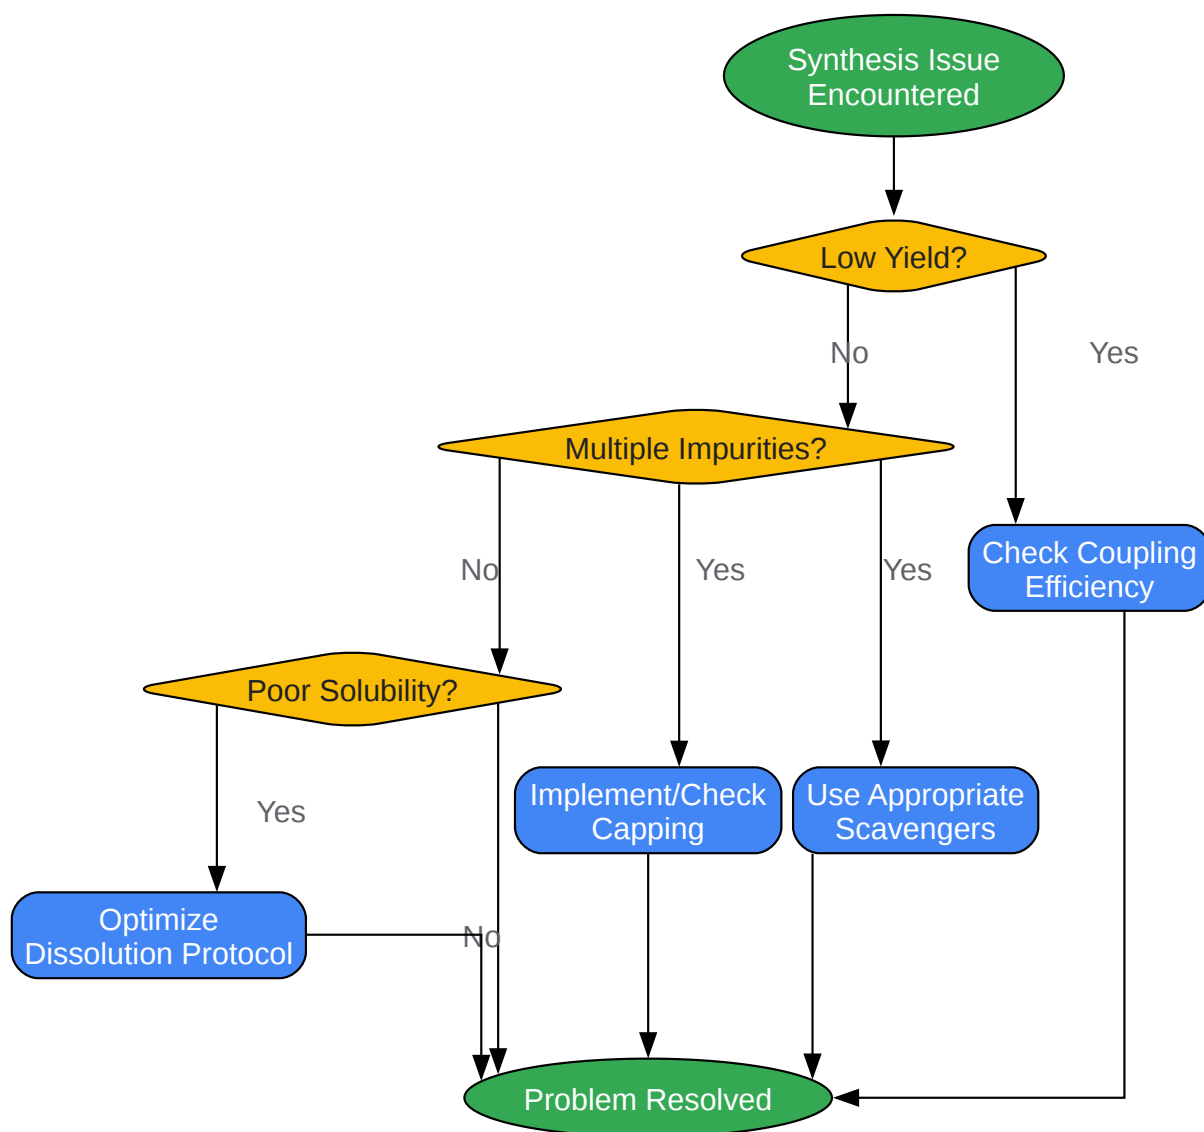 Synthesis Issue
Encountered
Low Yield?
No
Yes
Multiple Impurities?
No
Yes
Yes
Check Coupling
Efficiency
Poor Solubility?
Yes
Implement/Check
Capping
Use Appropriate
Scavengers
Optimize
Dissolution Protocol
No
Problem Resolved